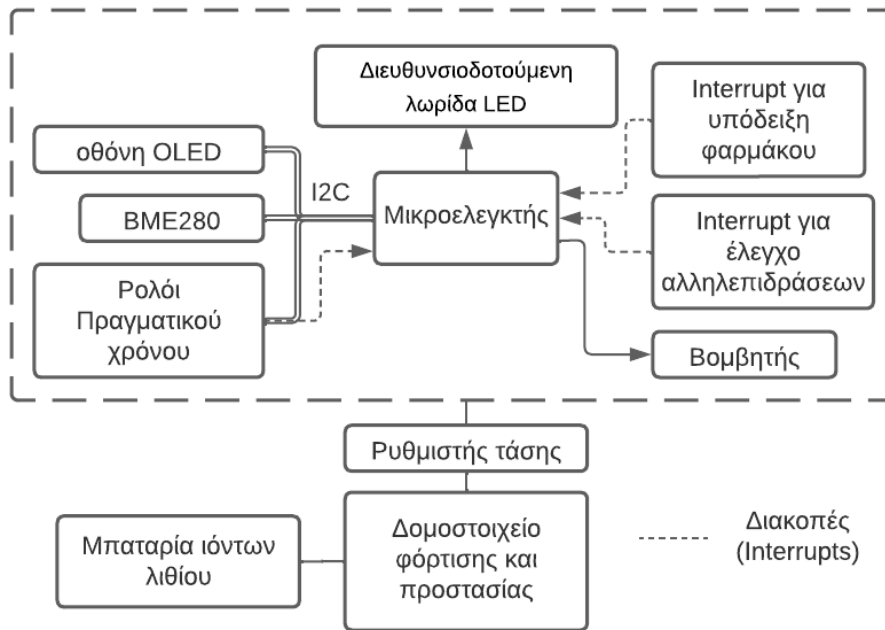 Διευθυνσιοδοτούμενη
λωρίδα LED
Interrupt για
υπόδειξη
φαρμάκου
οθόνη OLED
I2C
BME280
Μικροελεγκτής
Interrupt για
έλεγχο
αλληλεπιδράσεων
Ρολόι
Πραγματικού
χρόνου
Βομβητής
Ρυθμιστής τάσης
Μπαταρία ιόντων
λιθίου
Δομοστοιχείο
φόρτισης και
προστασίας
Διακοπές
(Interrupts)